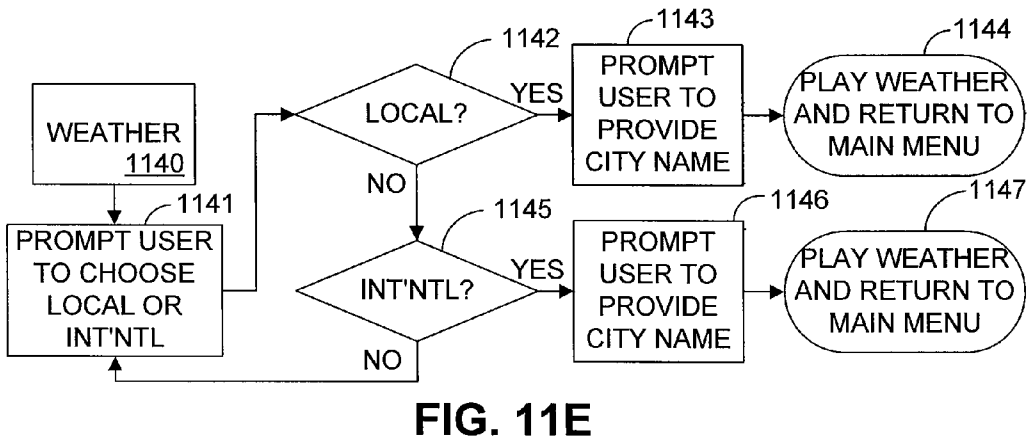 WEATHER
1140
1141
PROMPT USER
TO CHOOSE
LOCAL OR
INT'NTL
1142
LOCAL?
YES
NO
1143
PROMPT
USER TO
PROVIDE
CITY NAME
1144
PLAY WEATHER
AND RETURN TO
MAIN MENU
1145
INT'NTL?
YES
NO
1146
PROMPT
USER TO
PROVIDE
CITY NAME
1147
PLAY WEATHER
AND RETURN TO
MAIN MENU
FIG. 11E